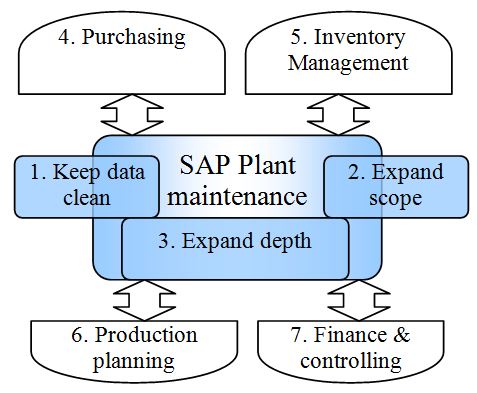 4. Purchasing
5. Inventory
Management
SAP Plant
maintenance
1. Keep data
clean
2. Expand
scope
3. Expand depth
6. Production
planning
7. Finance &
controlling